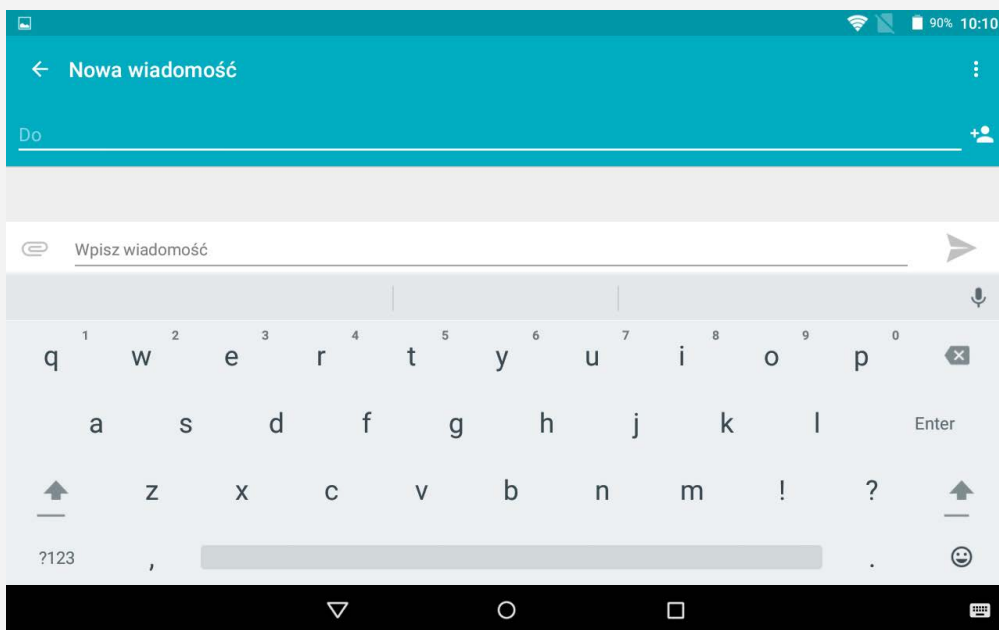 90% 10:10
Nowa wiadomość
Do
Wpisz wiadomość
1 2 3 4 5 6 7 8 9 0
q w e r t y u i o p
a s d f g h j k l Enter
z x c v b n m ! ?
?123 , .